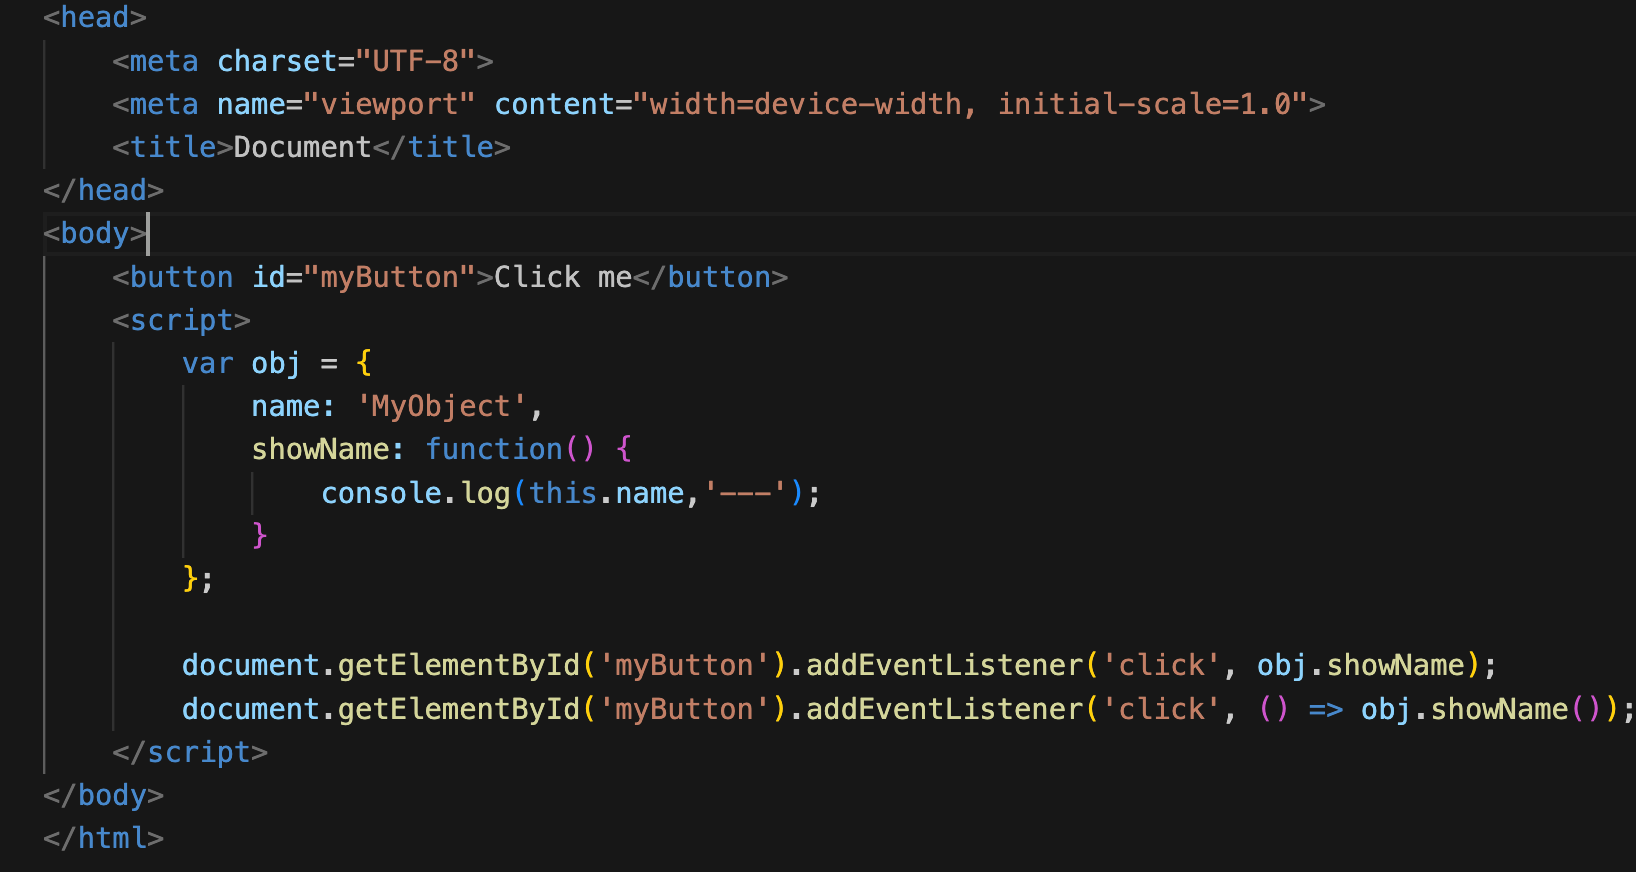 <head>
    <meta charset="UTF-8">
    <meta name="viewport" content="width=device-width, initial-scale=1.0">
    <title>Document</title>
</head>
<body>
    <button id="myButton">Click me</button>
    <script>
        var obj = {
            name: 'MyObject',
            showName: function() {
                console.log(this.name,'---');
            }
        };

        document.getElementById('myButton').addEventListener('click', obj.showName);
        document.getElementById('myButton').addEventListener('click', () => obj.showName());
    </script>
</body>
</html>